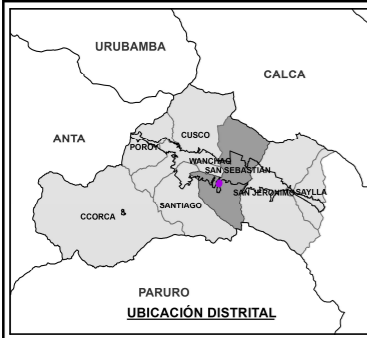 URUBAMBA
CALCA
ANTA
CUSCO
POROY
WANCHAQ
SAN SEBASTIAN
SAN JERONIMO
SAYLLA
CCORCA
SANTIAGO
PARURO
UBICACIÓN DISTRITAL